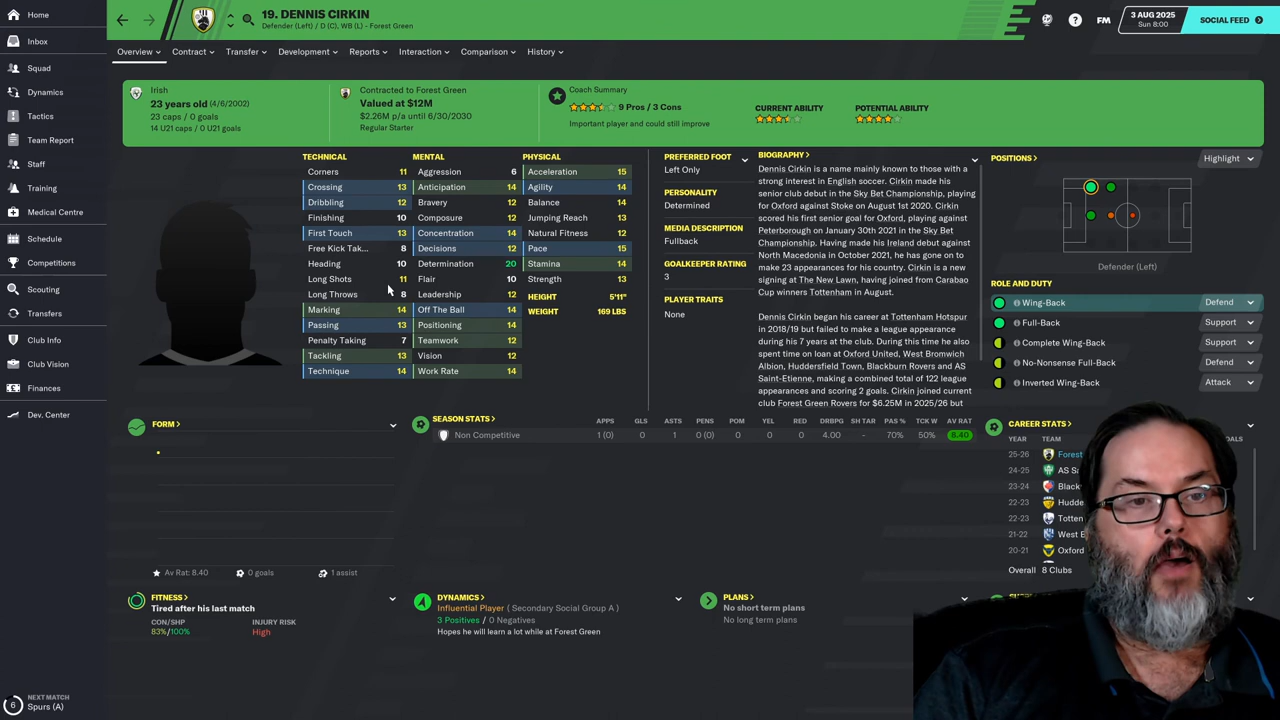 Home
Inbox
Squad
Dynamics
Tactics
Team Report
Staff
Training
Medical Centre
Schedule
Competitions
Scouting
Transfers
Club Info
Club Vision
Finances
Dev. Center
NEXT MATCH
6 Spurs (A)
19. DENNIS CIRKIN
Defender (Left) / D (C), WB (L) - Forest Green
FM
3 AUG 2025
Sun 8:00
SOCIAL FEED
Overview Contract Transfer Development Reports Interaction Comparison History
Irish
23 years old (4/6/2002)
23 caps / 0 goals
14 U21 caps / 0 U21 goals
Contracted to Forest Green
Valued at $12M
$2.26M p/a until 6/30/2030
Regular Starter
Coach Summary
9 Pros / 3 Cons
Important player and could still improve
CURRENT ABILITY
POTENTIAL ABILITY
TECHNICAL
Corners 11
Crossing 13
Dribbling 12
Finishing 10
First Touch 13
Free Kick Tak... 8
Heading 10
Long Shots 11
Long Throws 8
Marking 14
Passing 13
Penalty Taking 7
Tackling 13
Technique 14
MENTAL
Aggression 6
Anticipation 14
Bravery 12
Composure 12
Concentration 14
Decisions 12
Determination 20
Flair 10
Leadership 12
Off The Ball 14
Positioning 14
Teamwork 12
Vision 12
Work Rate 14
PHYSICAL
Acceleration 15
Agility 14
Balance 14
Jumping Reach 13
Natural Fitness 12
Pace 15
Stamina 14
Strength 13
HEIGHT 5'11"
WEIGHT 169 LBS
PREFERRED FOOT
Left Only
PERSONALITY
Determined
MEDIA DESCRIPTION
Fullback
GOALKEEPER RATING
3
PLAYER TRAITS
None
BIOGRAPHY
Dennis Cirkin is a name mainly known to those with a
strong interest in English soccer. Cirkin made his
senior club debut in the Sky Bet Championship, playing
for Oxford against Stoke on August 1st 2020. Cirkin
scored his first senior goal for Oxford, playing against
Peterborough on January 30th 2021 in the Sky Bet
Championship. Having made his Ireland debut against
North Macedonia in October 2021, he has gone on to
make 23 appearances for his country. Cirkin is a new
signing at The New Lawn, having joined from Carabao
Cup winners Tottenham in August.
Dennis Cirkin began his career at Tottenham Hotspur
in 2018/19 but failed to make a league appearance
during his 7 years at the club. During this time he also
spent time on loan at Oxford United, West Bromwich
Albion, Huddersfield Town, Blackburn Rovers and AS
Saint-Etienne, making a combined total of 122 league
appearances and scoring 2 goals. Cirkin joined current
club Forest Green Rovers for $6.25M in 2025/26 but
POSITIONS
Highlight
Defender (Left)
ROLE AND DUTY
Wing-Back Defend
Full-Back Support
Complete Wing-Back Support
No-Nonsense Full-Back Defend
Inverted Wing-Back Attack
FORM
Av Rat: 8.40 0 goals 1 assist
SEASON STATS APPS GLS ASTS PENS POM YEL RED DRBPG SH TAR PAS % TCK W AV RAT
Non Competitive 1 (0) 0 1 0 (0) 0 0 0 4.00 - 70% 50% 8.40
CAREER STATS
YEAR TEAM
25-26 Forest
24-25 AS Sa
23-24 Black
22-23 Hudde
22-23 Totten
21-22 West B
20-21 Oxford
Overall 8 Clubs
FITNESS
Tired after his last match
CON/SHP INJURY RISK
83%/100% High
DYNAMICS
Influential Player ( Secondary Social Group A )
3 Positives / 0 Negatives
Hopes he will learn a lot while at Forest Green
PLANS
No short term plans
No long term plans